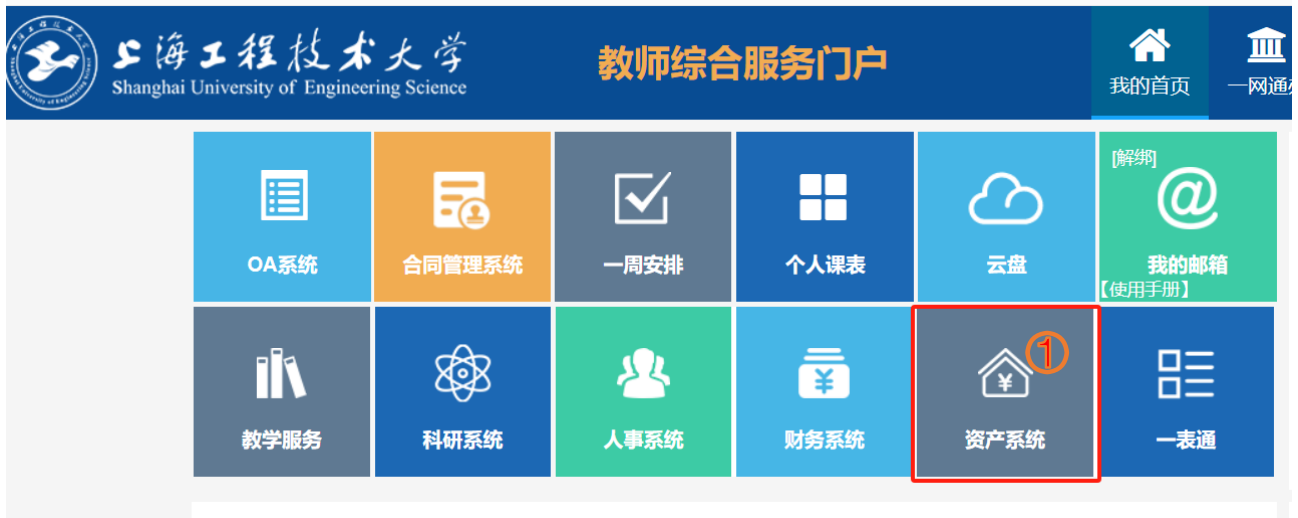 上海工程技术大学
Shanghai University of Engineering Science
教师综合服务门户
我的首页
一网通
OA系统
合同管理系统
一周安排
个人课表
云盘
[解绑]
@
我的邮箱
【使用手册】
教学服务
科研系统
人事系统
¥
财务系统
¥
①
资产系统
一表通